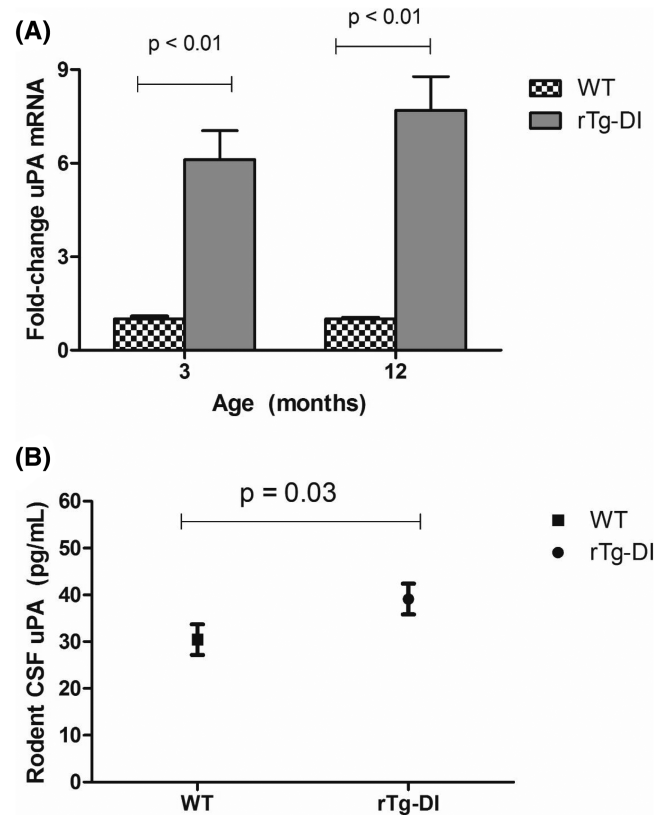 (A)
p < 0.01
p < 0.01
WT
rTg-DI
Fold-change uPA mRNA
9
6
3
0
3
12
Age (months)
(B)
p = 0.03
WT
rTg-DI
Rodent CSF uPA (pg/mL)
60
50
40
30
20
10
0
WT
rTg-DI